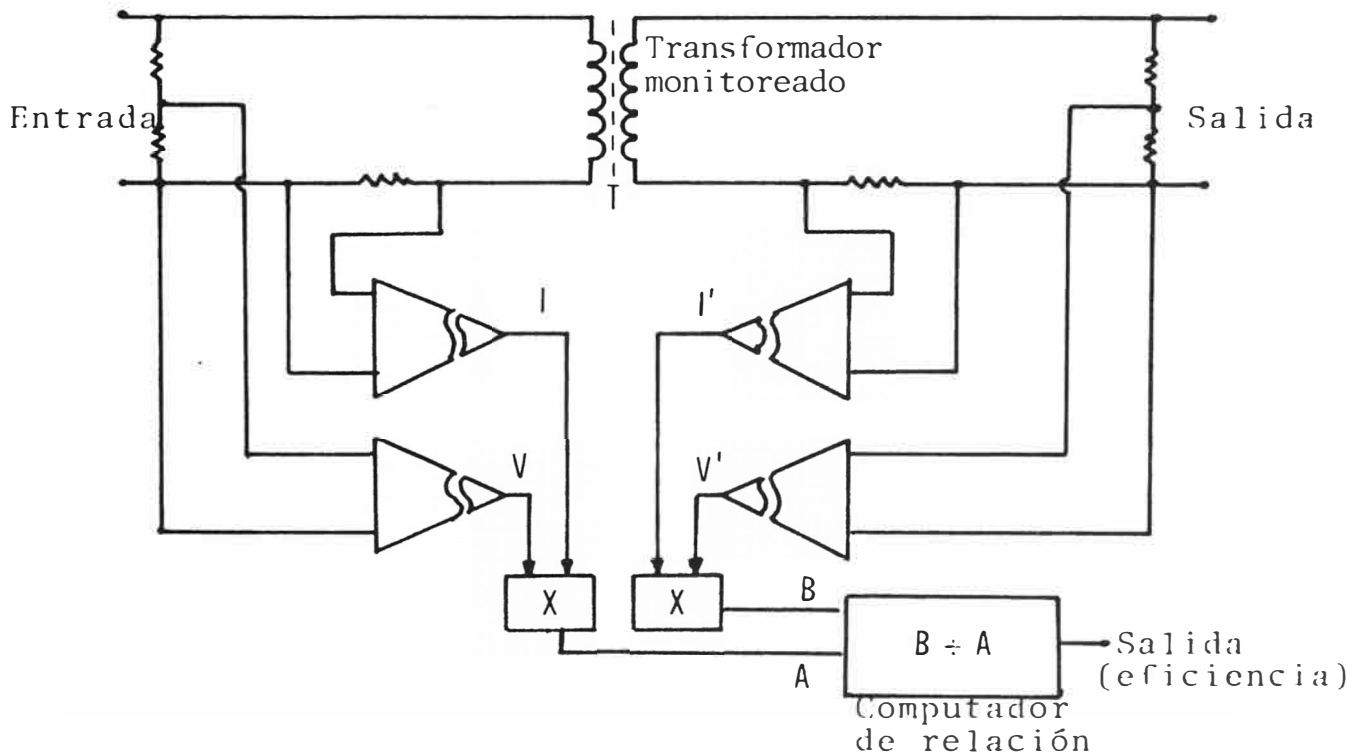 Transformador
monitoreado
Entrada
Salida
T
I
I'
V
V'
X
X
B
A
B ÷ A
Salida
(eficiencia)
Computador
de relación